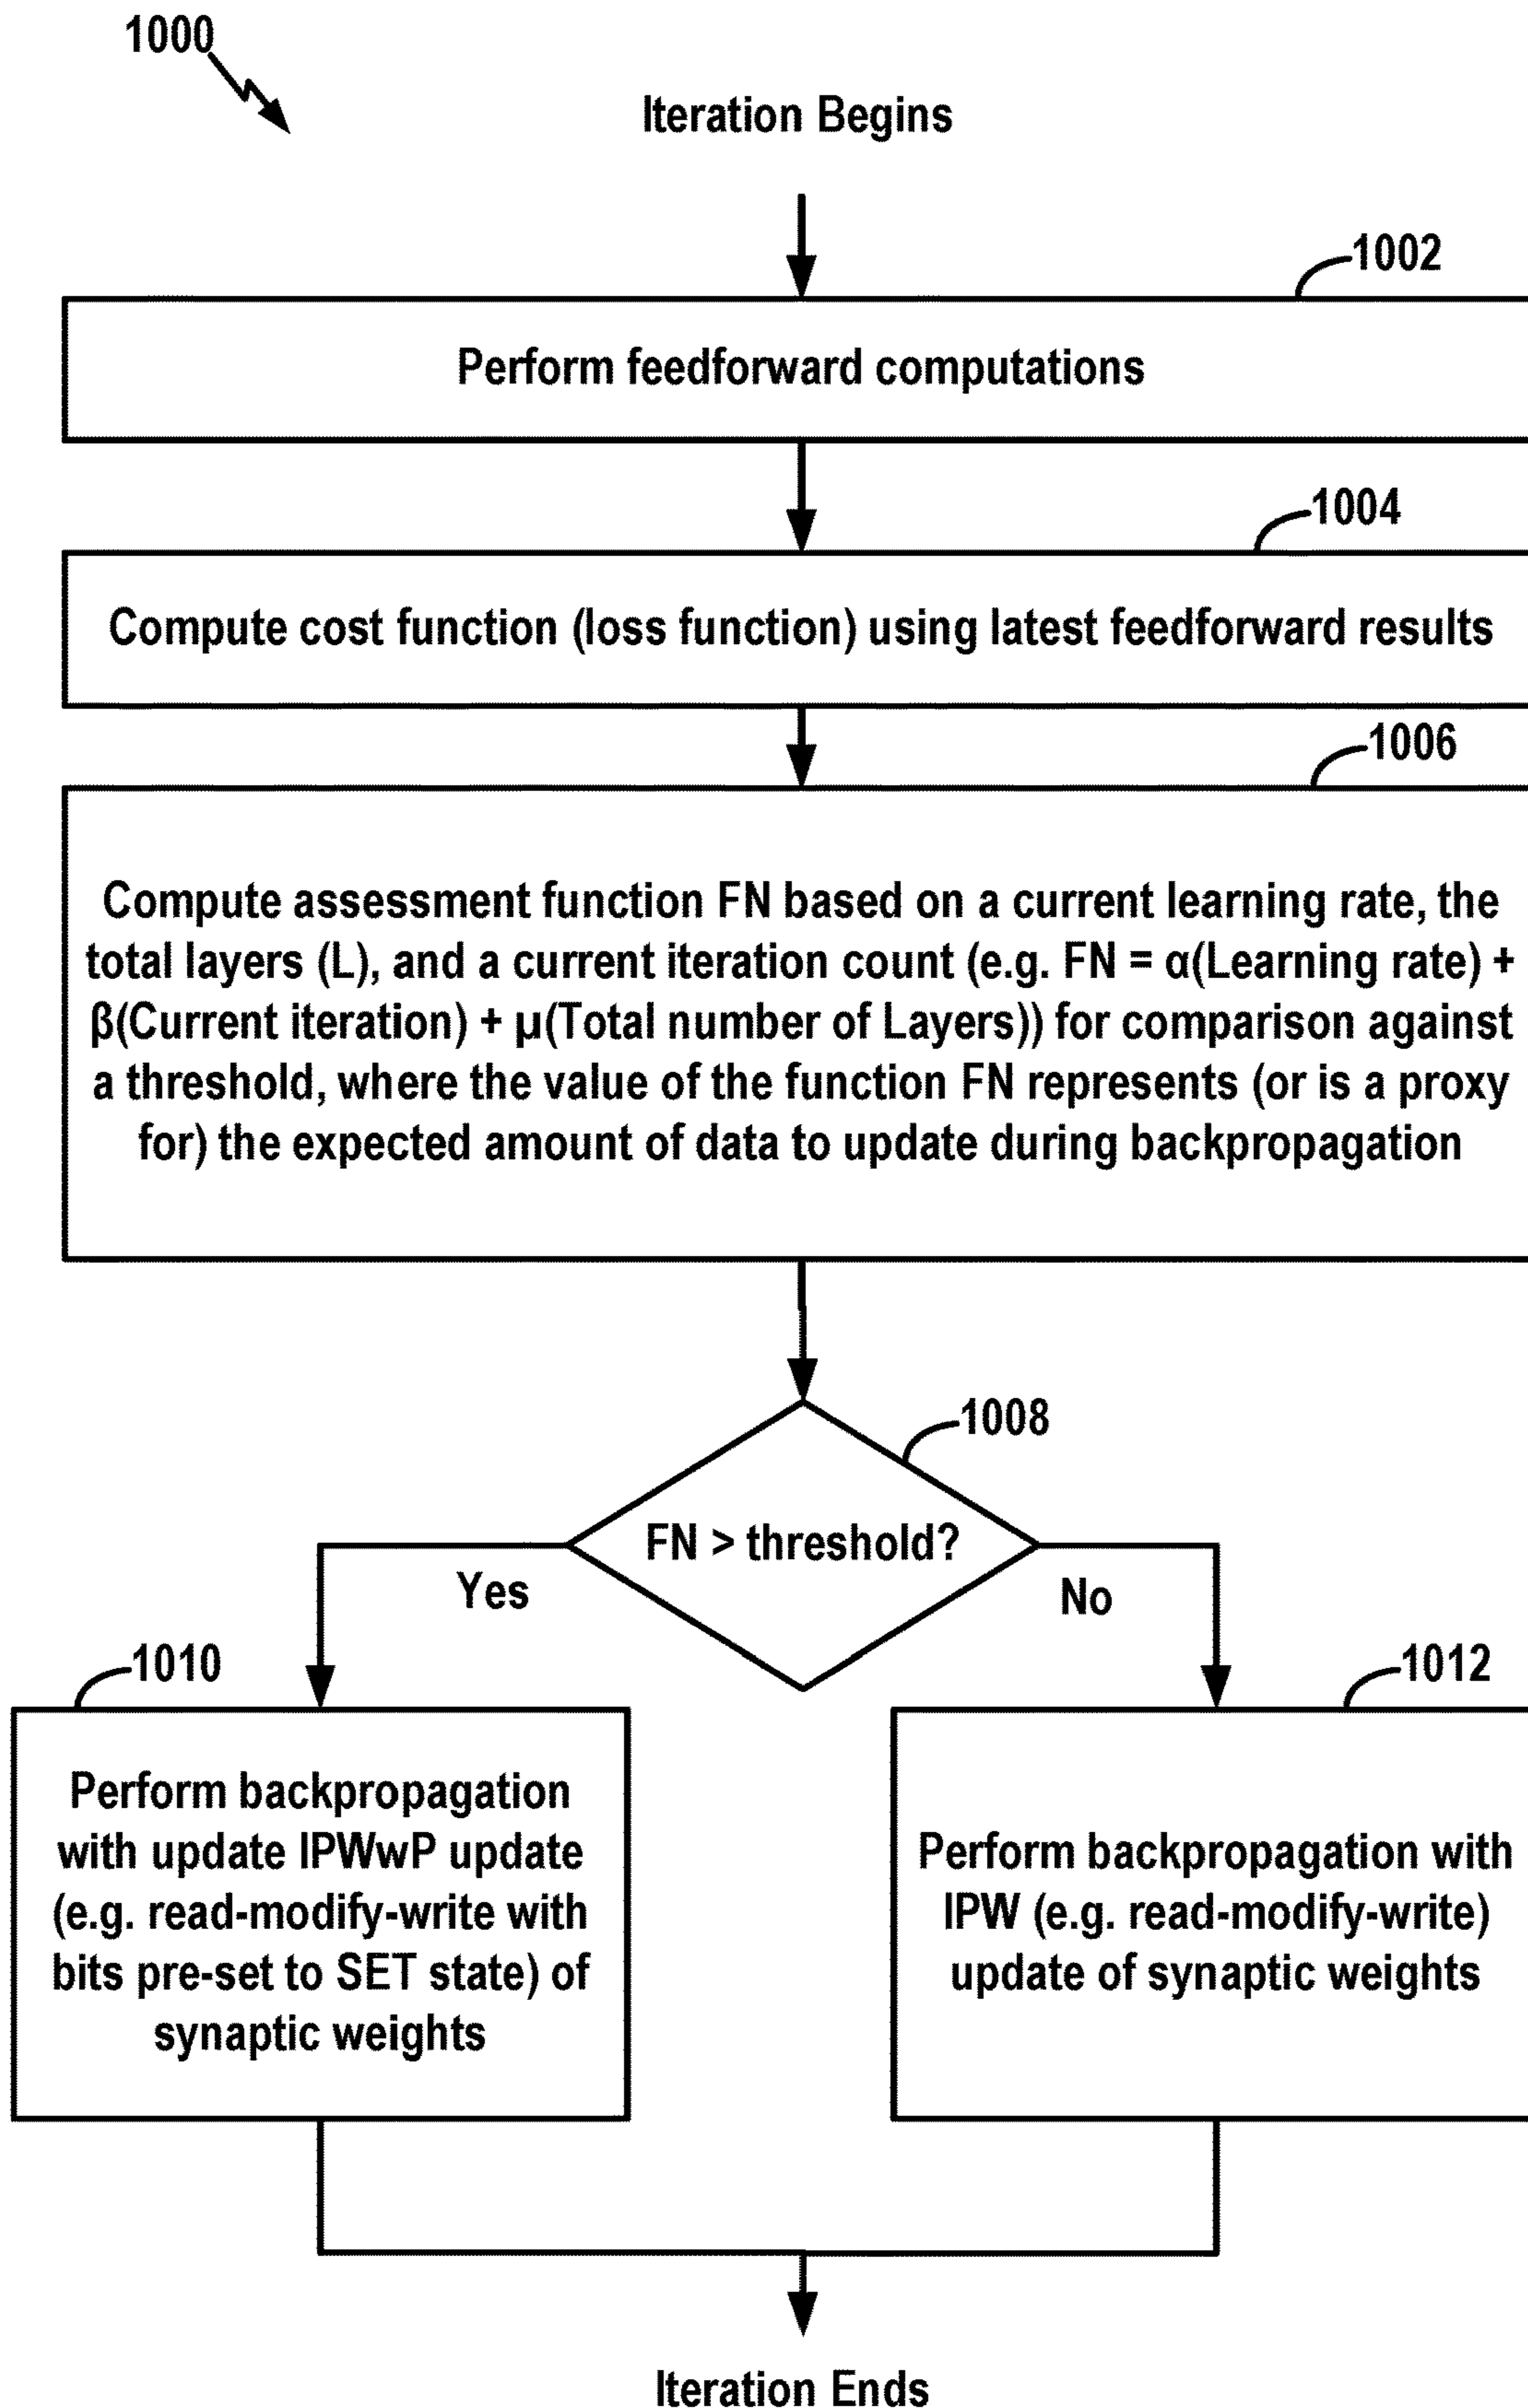 1000
Iteration Begins
1002
Perform feedforward computations
1004
Compute cost function (loss function) using latest feedforward results
1006
Compute assessment function FN based on a current learning rate, the
total layers (L), and a current iteration count (e.g. FN = α(Learning rate) +
β(Current iteration) + μ(Total number of Layers)) for comparison against
a threshold, where the value of the function FN represents (or is a proxy
for) the expected amount of data to update during backpropagation
1008
FN > threshold?
Yes
No
1010
Perform backpropagation
with update IPWwP update
(e.g. read-modify-write with
bits pre-set to SET state) of
synaptic weights
1012
Perform backpropagation with
IPW (e.g. read-modify-write)
update of synaptic weights
Iteration Ends